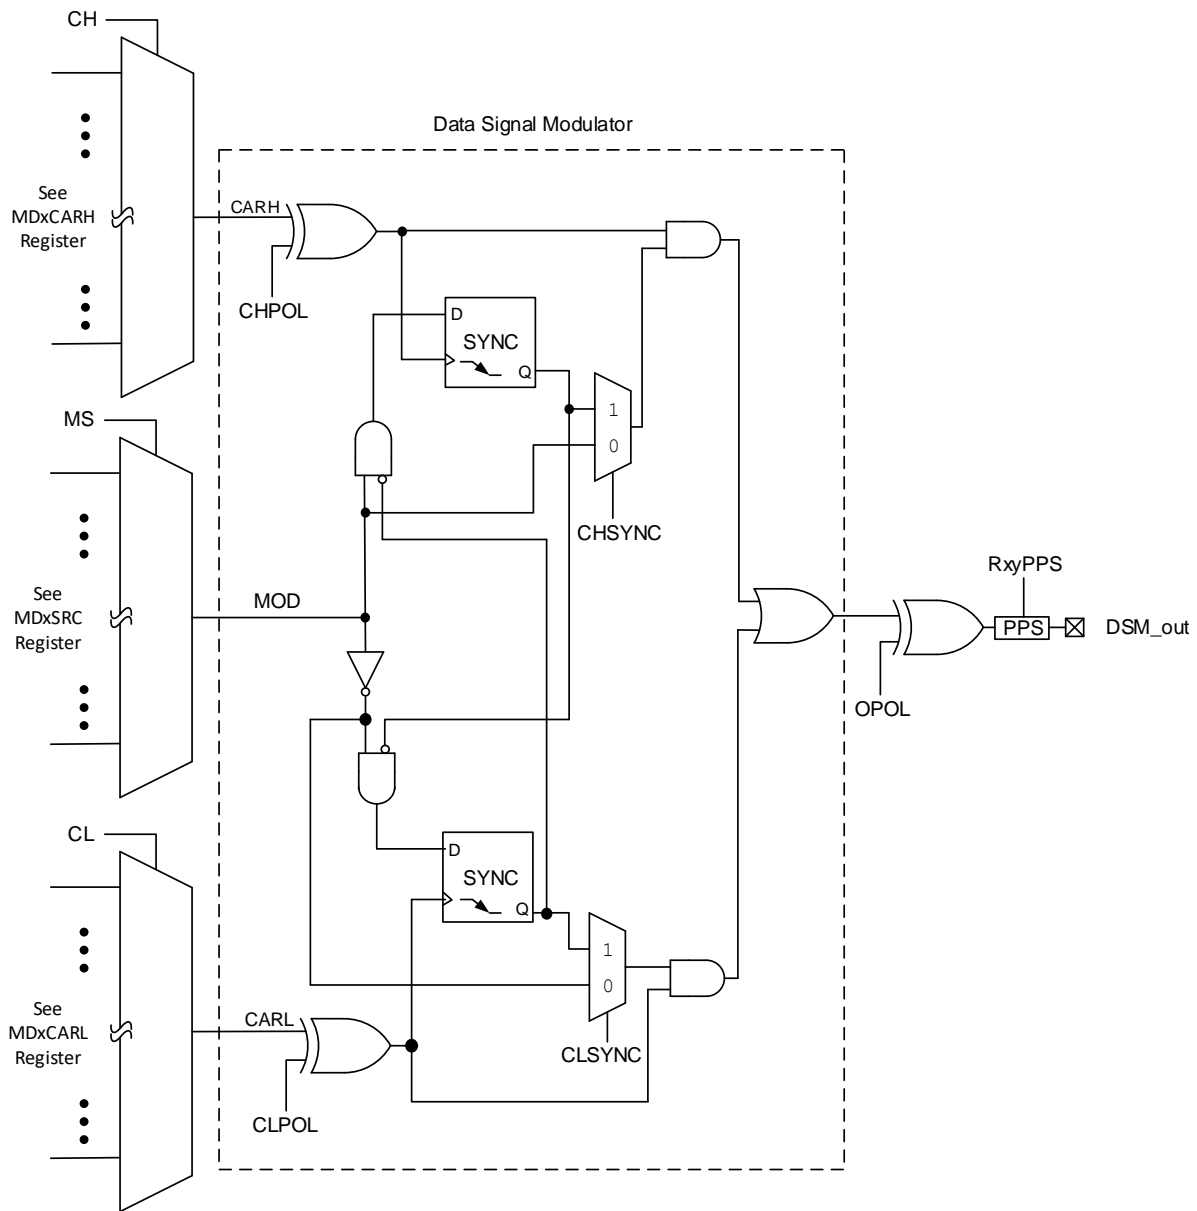 CH
Data Signal Modulator
See
MDxCARH
Register
CARH
CHPOL
D
SYNC
Q
1
0
CHSYNC
MS
See
MDxSRC
Register
MOD
RxyPPS
PPS
DSM_out
OPOL
CL
D
SYNC
Q
1
0
CLSYNC
See
MDxCARL
Register
CARL
CLPOL